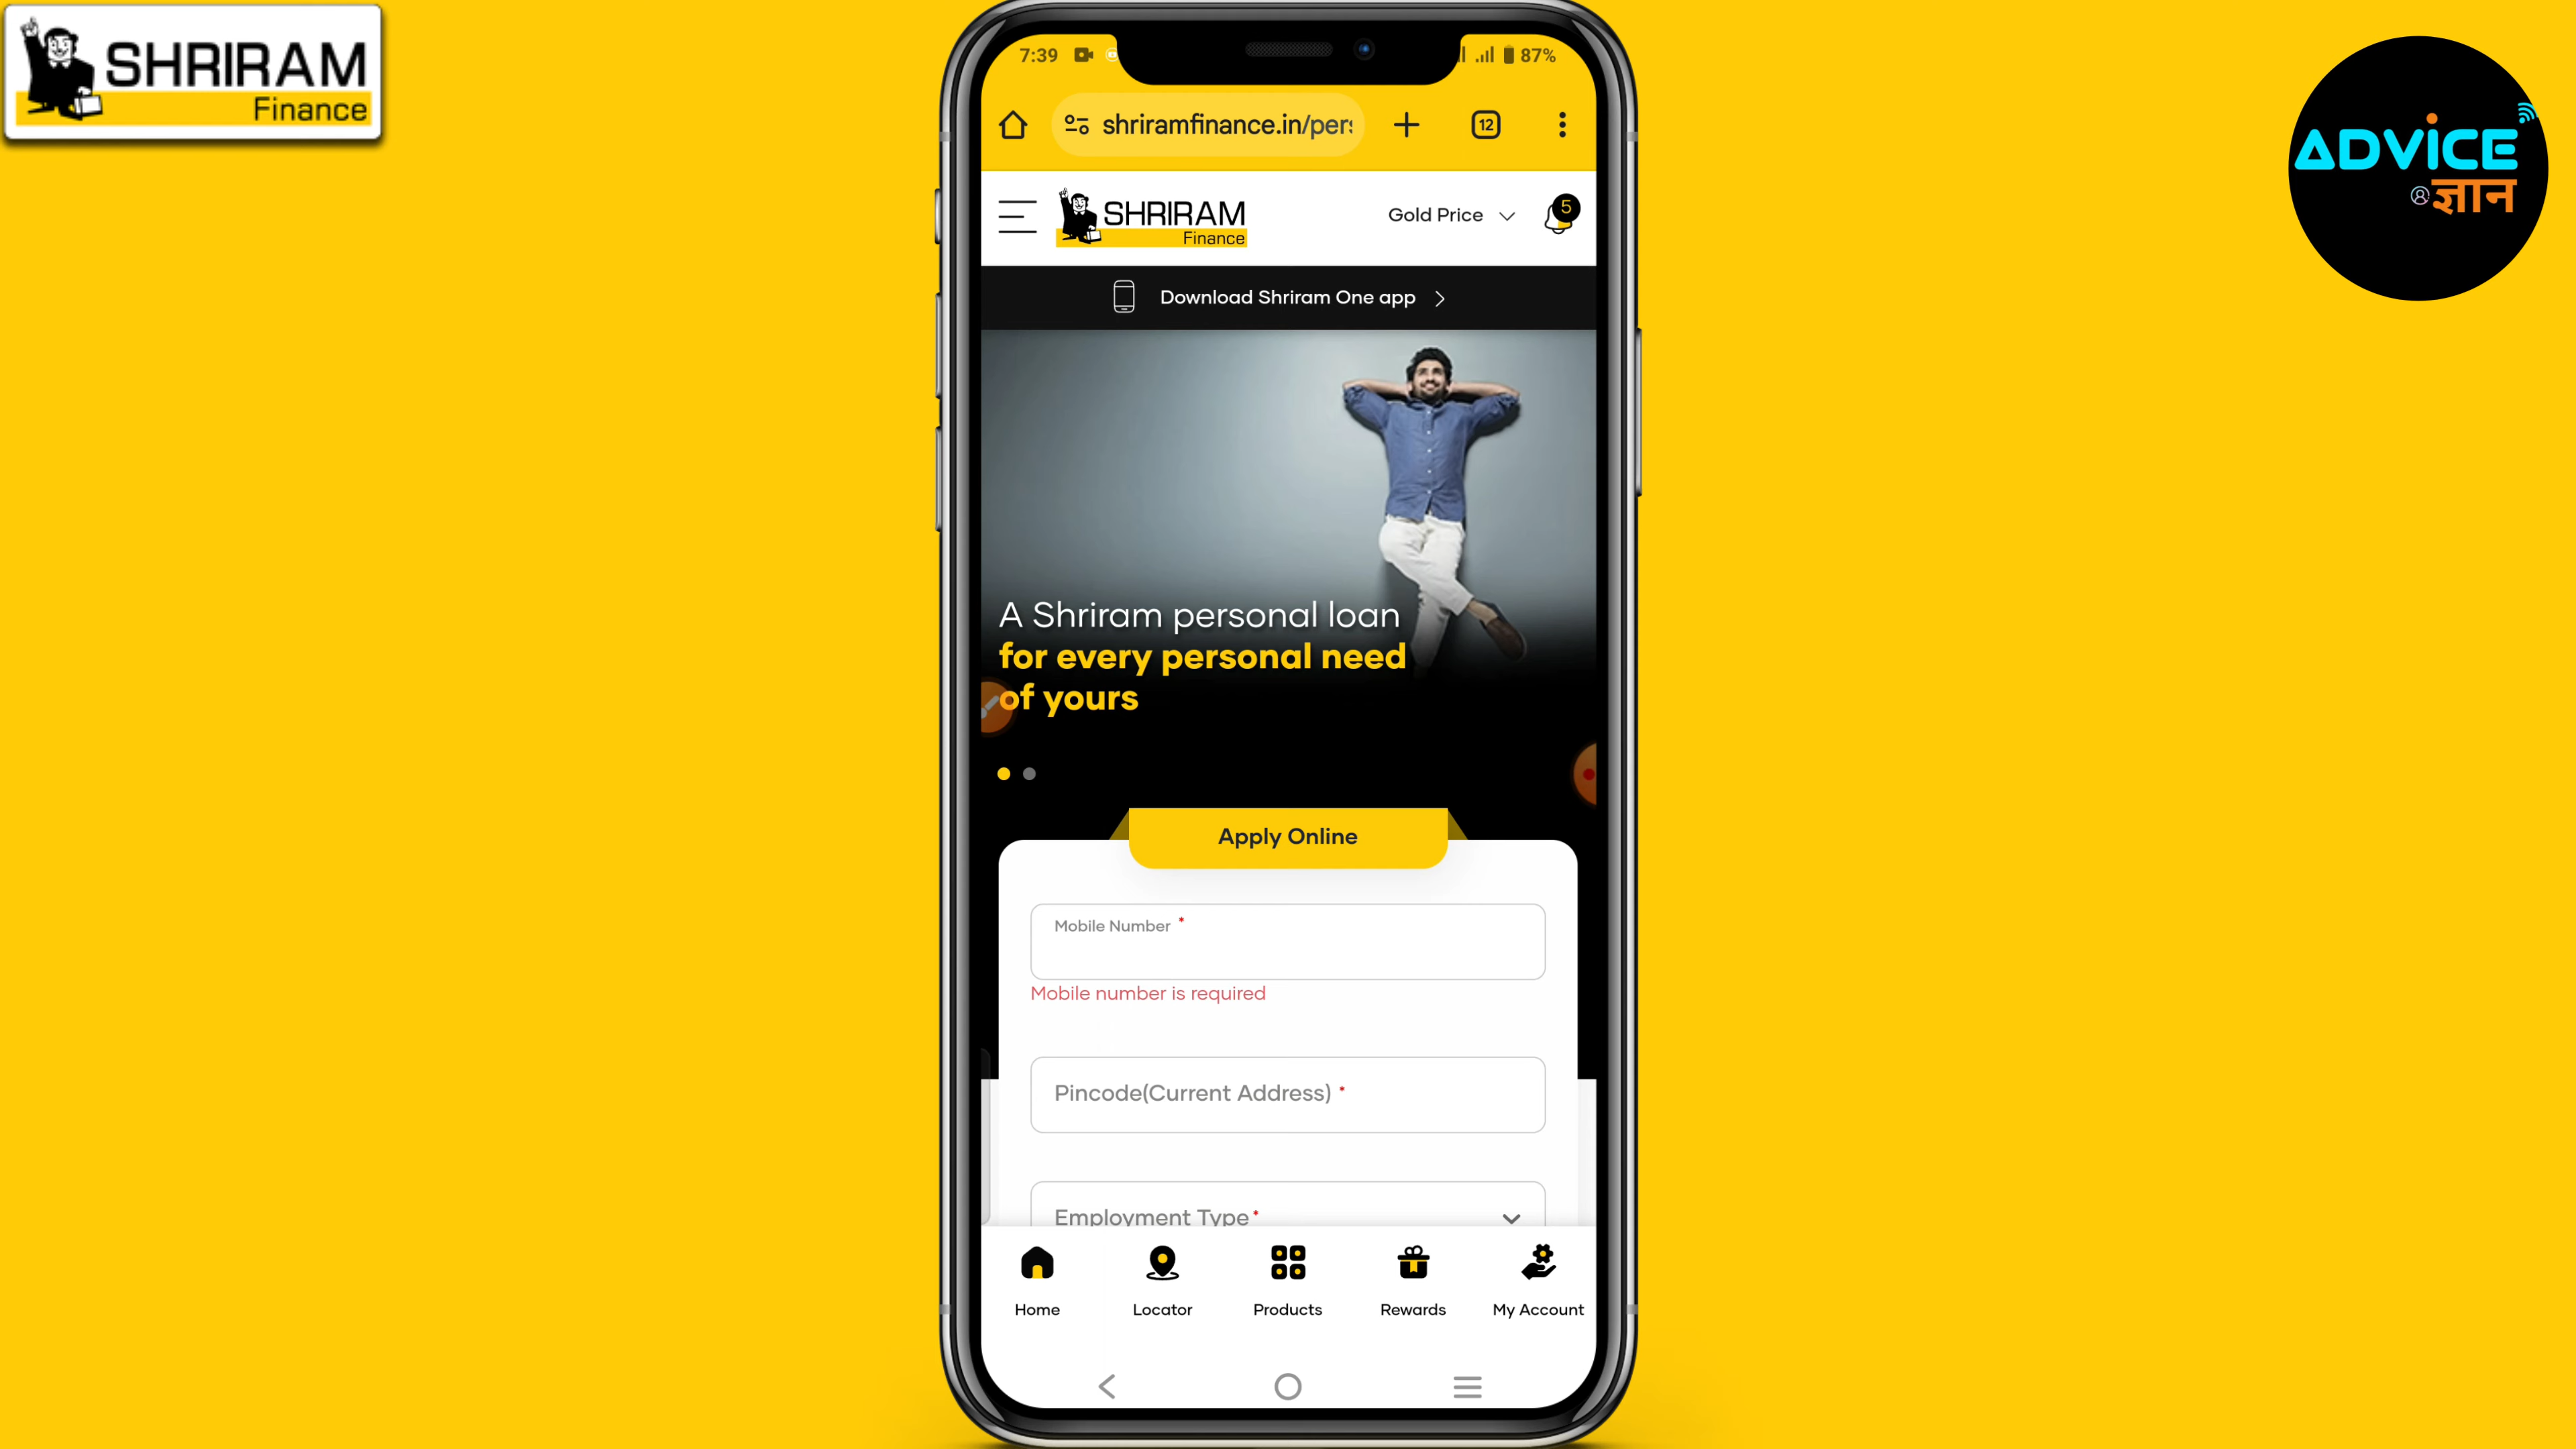 SHRIRAM
Finance
ADVICE
ज्ञान
7:39
87%
shriramfinance.in/pers
12
SHRIRAM
Finance
Gold Price
5
Download Shriram One app
A Shriram personal loan
for every personal need
of yours
Apply Online
Mobile Number *
Mobile number is required
Pincode(Current Address) *
Employment Type*
Home
Locator
Products
Rewards
My Account